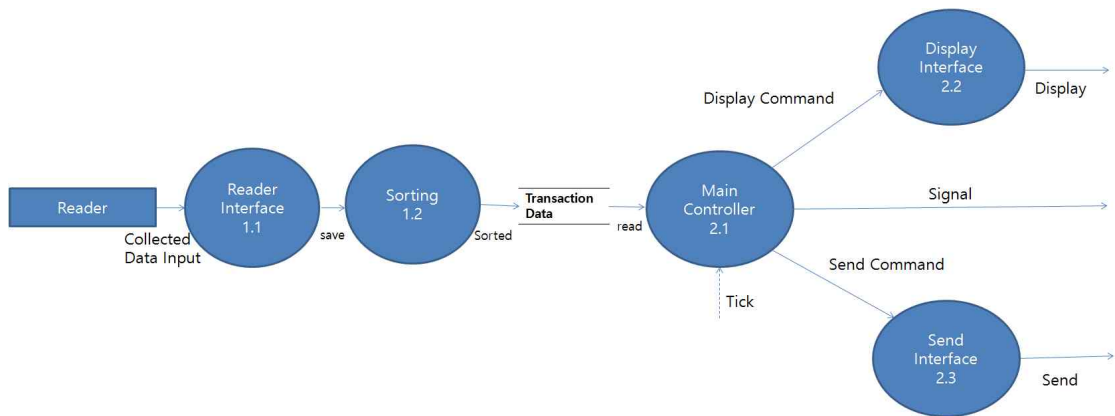 Display
Interface
2.2
Display
Display Command
Reader
Collected
Data Input
Reader
Interface
1.1
save
Sorting
1.2
Sorted
Transaction
Data
read
Main
Controller
2.1
Signal
Tick
Send Command
Send
Interface
2.3
Send